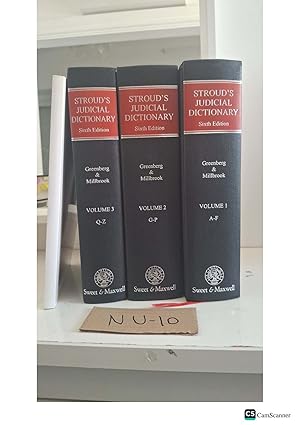 STROUD'S
JUDICIAL
DICTIONARY
Sixth Edition
Greenberg
&
Millbrook
VOLUME 3
Q-Z
Sweet & Maxwell
STROUD'S
JUDICIAL
DICTIONARY
Sixth Edition
Greenberg
&
Millbrook
VOLUME 2
G-P
Sweet & Maxwell
STROUD'S
JUDICIAL
DICTIONARY
Sixth Edition
Greenberg
&
Millbrook
VOLUME 1
A-F
Sweet & Maxwell
NU-10
CS CamScanner